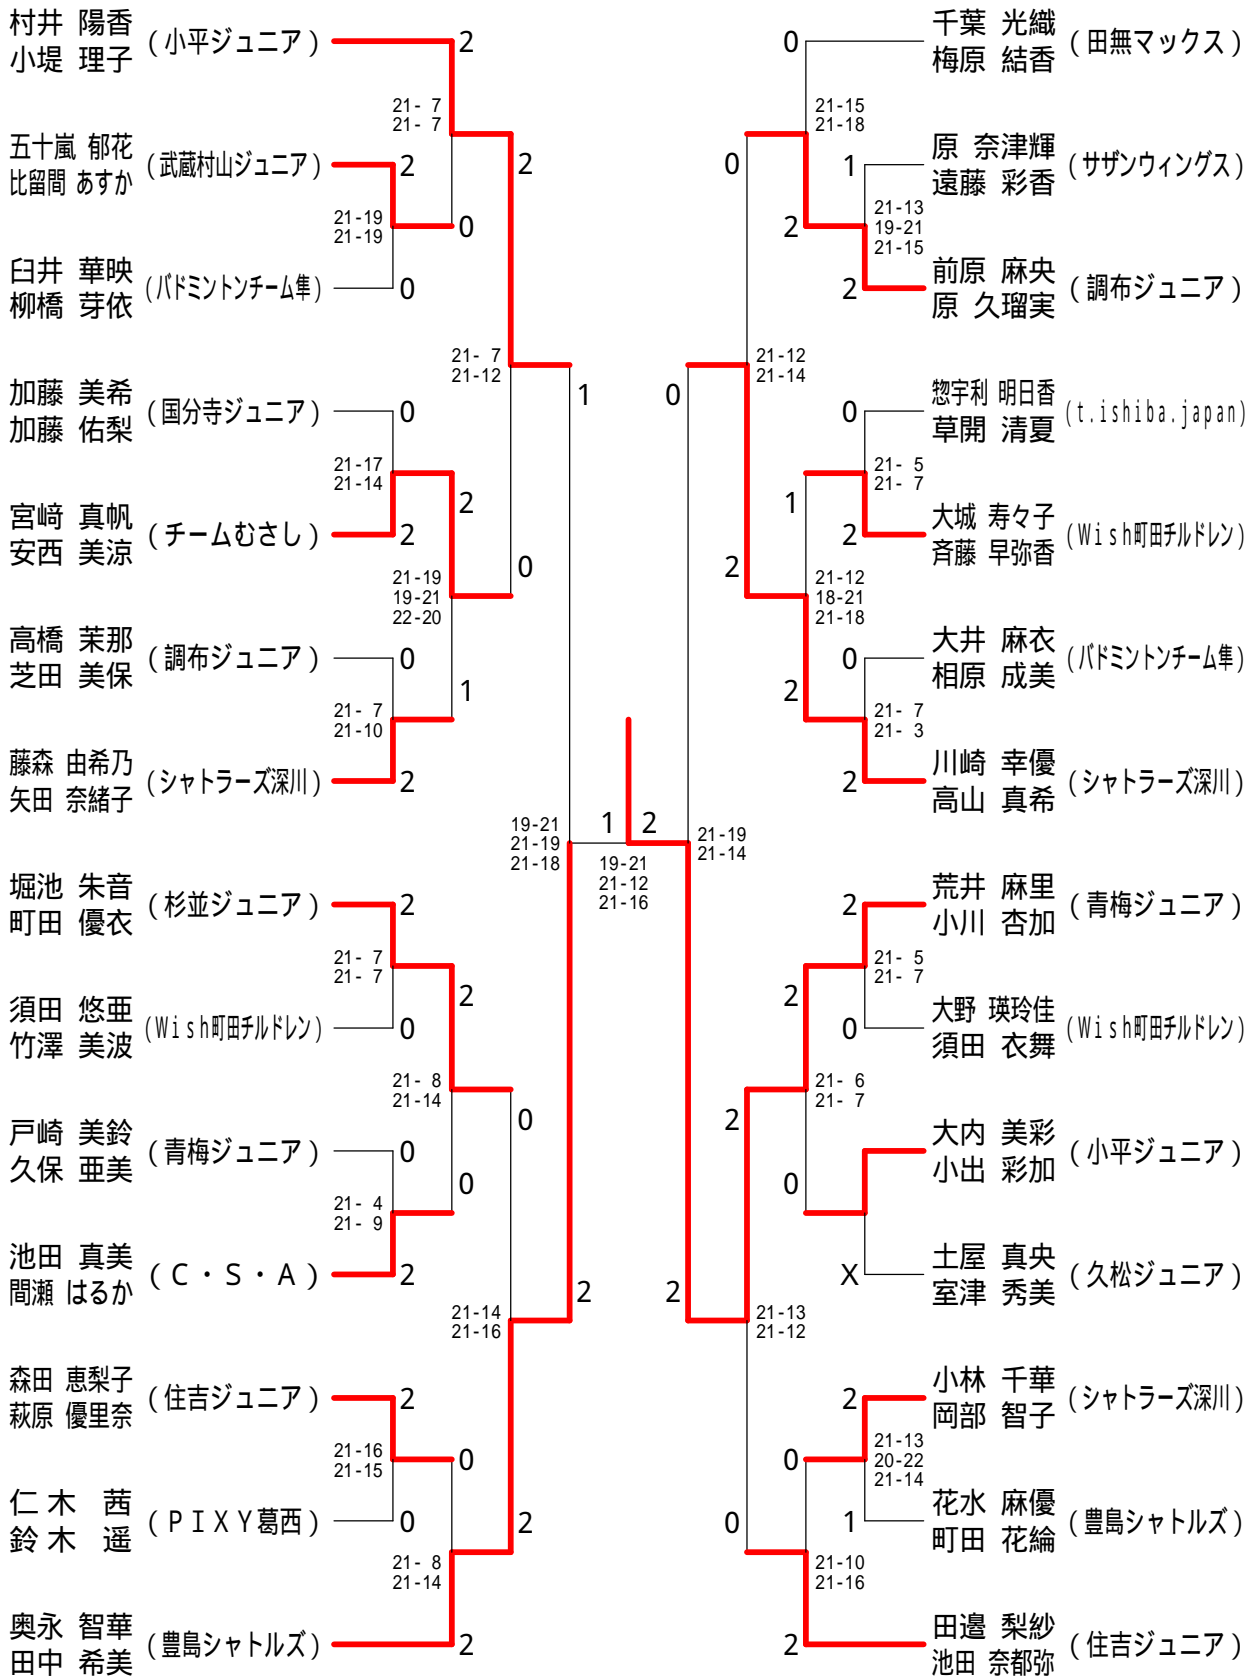 村井 陽香
小堤 理子
(小平ジュニア)
2
21- 7
21- 7
五十嵐 郁花
比留間 あすか
(武蔵村山ジュニア)
2
2
21-19
21-19
0
臼井 華映
柳橋 芽依
(バドミントンチーム隼)
0
21- 7
21-12
1
加藤 美希
加藤 佑梨
(国分寺ジュニア)
0
21-17
21-14
2
宮﨑 真帆
安西 美涼
(チームむさし)
2
0
21-19
19-21
22-20
高橋 茉那
芝田 美保
(調布ジュニア)
0
1
21- 7
21-10
藤森 由希乃
矢田 奈緒子
(シャトラーズ深川)
2
19-21
21-19
21-18
1
2
19-21
21-12
21-16
堀池 朱音
町田 優衣
(杉並ジュニア)
2
21- 7
21- 7
2
須田 悠亜
竹澤 美波
(Wish町田チルドレン)
0
21- 8
21-14
0
戸崎 美鈴
久保 亜美
(青梅ジュニア)
0
0
21- 4
21- 9
池田 真美
間瀬 はるか
(C・S・A)
2
2
21-14
21-16
森田 恵梨子
萩原 優里奈
(住吉ジュニア)
2
21-16
21-15
0
仁木 茜
鈴木 遥
(PIXY葛西)
0
2
21- 8
21-14
奥永 智華
田中 希美
(豊島シャトルズ)
2
0
千葉 光織
梅原 結香
(田無マックス)
21-15
21-18
0
1
原 奈津輝
遠藤 彩香
(サザンウィングス)
2
21-13
19-21
21-15
2
前原 麻央
原 久瑠実
(調布ジュニア)
0
21-12
21-14
0
惣宇利 明日香
草開 清夏
(t.ishiba.japan)
21- 5
21- 7
1
2
大城 寿々子
斉藤 早弥香
(Wish町田チルドレン)
2
21-12
18-21
21-18
0
大井 麻衣
相原 成美
(バドミントンチーム隼)
2
21- 7
21- 3
2
川崎 幸優
高山 真希
(シャトラーズ深川)
21-19
21-14
2
荒井 麻里
小川 杏加
(青梅ジュニア)
21- 5
21- 7
2
0
大野 瑛玲佳
須田 衣舞
(Wish町田チルドレン)
21- 6
21- 7
2
大内 美彩
小出 彩加
(小平ジュニア)
0
X
土屋 真央
室津 秀美
(久松ジュニア)
2
21-13
21-12
2
小林 千華
岡部 智子
(シャトラーズ深川)
21-13
20-22
21-14
0
1
花水 麻優
町田 花綸
(豊島シャトルズ)
0
21-10
21-16
2
田邉 梨紗
池田 奈都弥
(住吉ジュニア)